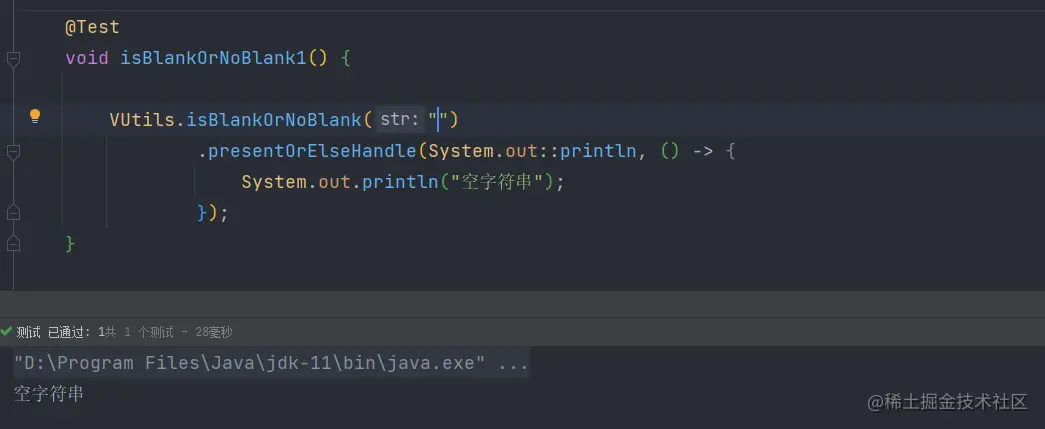 @Test
void isBlankOrNoBlank1() {
VUtils.isBlankOrNoBlank( str: "")
.presentOrElseHandle(System.out::println, () -> {
System.out.println("空字符串");
});
}
测试 已通过: 1共 1 个测试 – 28毫秒
"D:\Program Files\Java\jdk-11\bin\java.exe" ...
空字符串
@稀土掘金技术社区